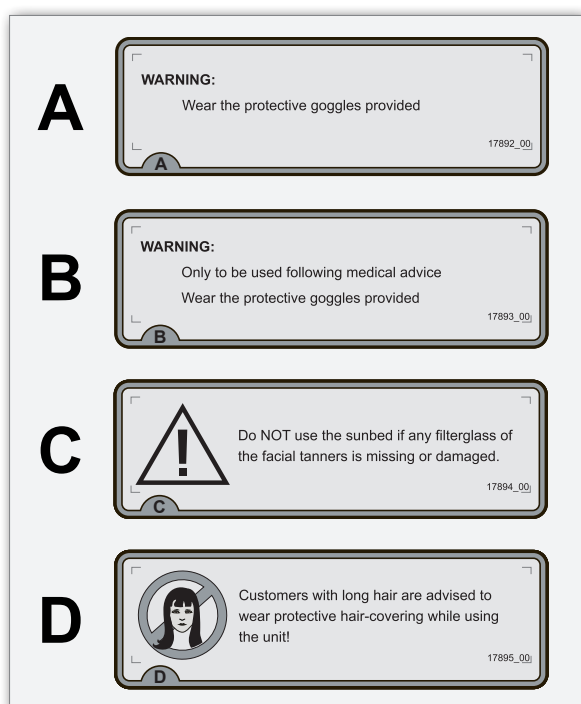 A
WARNING:
Wear the protective goggles provided
17892_00
A
B
WARNING:
Only to be used following medical advice
Wear the protective goggles provided
17893_00
B
C
Do NOT use the sunbed if any filterglass of
the facial tanners is missing or damaged.
17894_00
C
D
Customers with long hair are advised to
wear protective hair-covering while using
the unit!
17895_00
D